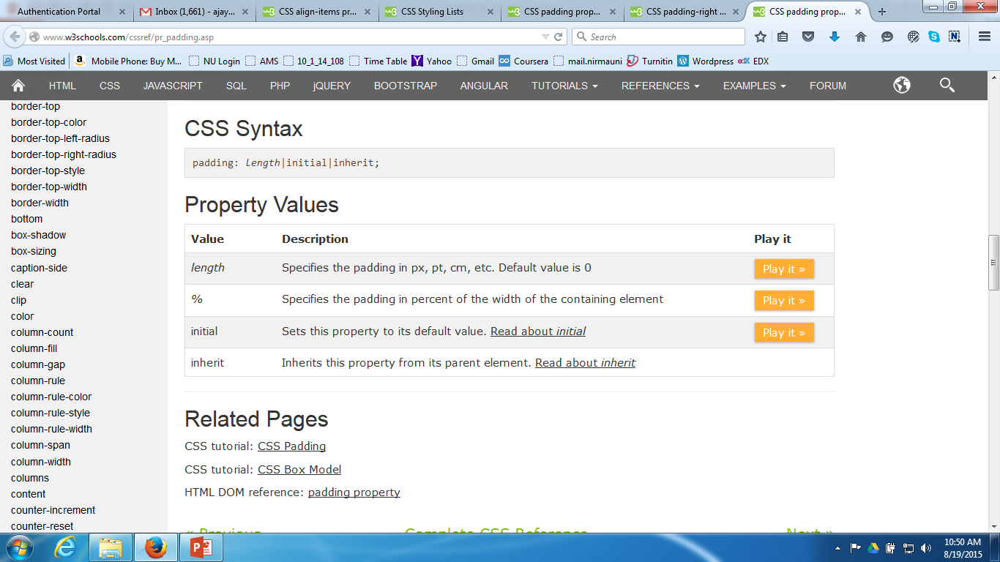 Authentication Portal
Inbox (1,661) - ajay...
CSS align-items pr...
CSS Styling Lists
CSS padding prop...
CSS padding-right ...
CSS padding prop...
www.w3schools.com/cssref/pr_padding.asp
Search
Most Visited
Mobile Phone: Buy M...
NU Login
AMS
10_1_14_108
Time Table
Yahoo
Gmail
Coursera
mail.nirmauni
Turnitin
Wordpress
edX EDX
HTML CSS JAVASCRIPT SQL PHP jQUERY BOOTSTRAP ANGULAR TUTORIALS REFERENCES EXAMPLES FORUM
border-top
border-top-color
border-top-left-radius
border-top-right-radius
border-top-style
border-top-width
border-width
bottom
box-shadow
box-sizing
caption-side
clear
clip
color
column-count
column-fill
column-gap
column-rule
column-rule-color
column-rule-style
column-rule-width
column-span
column-width
columns
content
counter-increment
counter-reset
CSS Syntax
padding: length|initial|inherit;
Property Values
Value Description Play it
length Specifies the padding in px, pt, cm, etc. Default value is 0 Play it »
% Specifies the padding in percent of the width of the containing element Play it »
initial Sets this property to its default value. Read about initial Play it »
inherit Inherits this property from its parent element. Read about inherit
Related Pages
CSS tutorial: CSS Padding
CSS tutorial: CSS Box Model
HTML DOM reference: padding property
« Previous Complete CSS Reference Next »
10:50 AM
8/19/2015